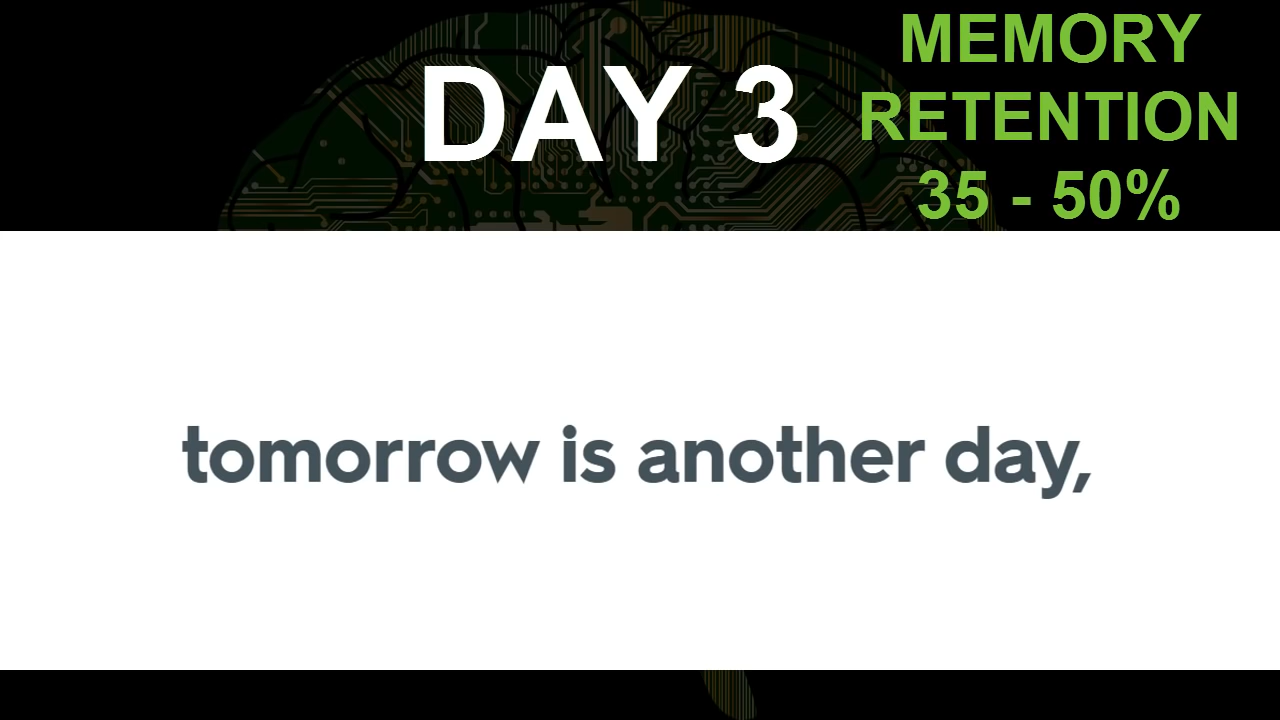 DAY 3
MEMORY
RETENTION
35 - 50%
tomorrow is another day,